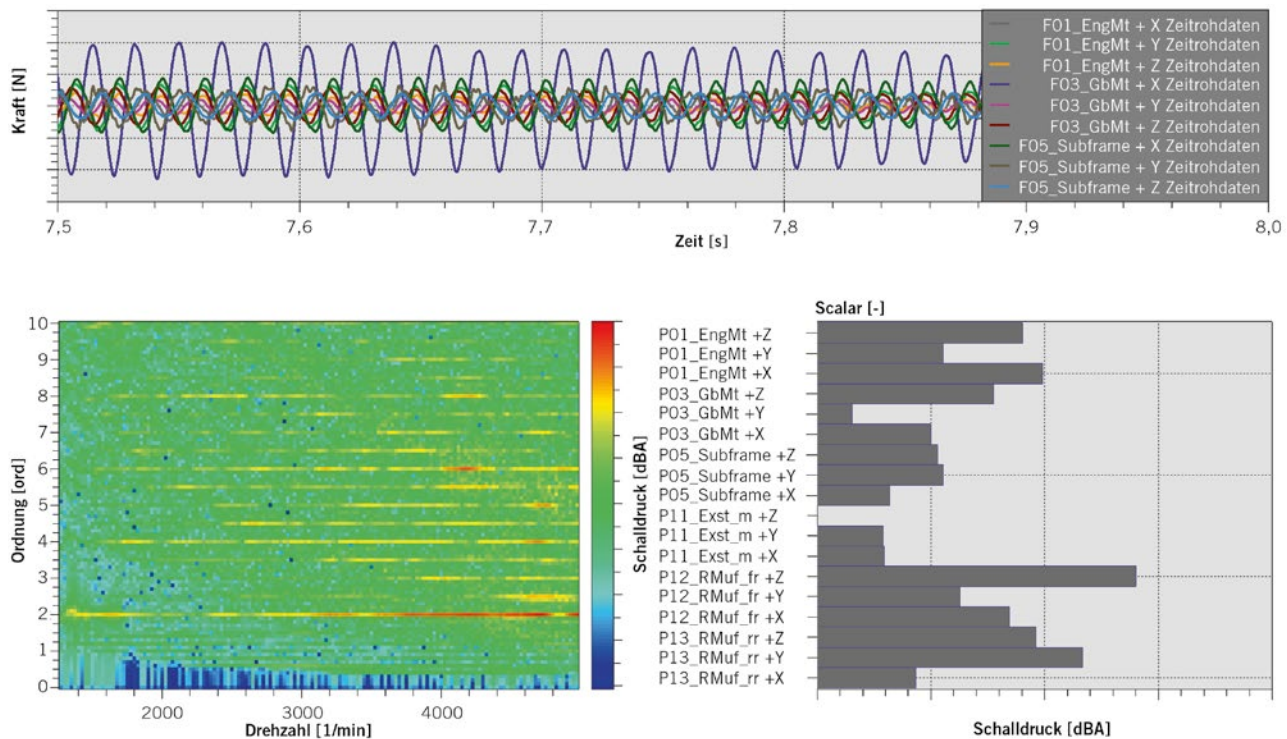 Kraft [N]
F01_EngMt + X Zeitrohdaten
F01_EngMt + Y Zeitrohdaten
F01_EngMt + Z Zeitrohdaten
F03_GbMt + X Zeitrohdaten
F03_GbMt + Y Zeitrohdaten
F03_GbMt + Z Zeitrohdaten
F05_Subframe + X Zeitrohdaten
F05_Subframe + Y Zeitrohdaten
F05_Subframe + Z Zeitrohdaten
7,5 7,6 7,7 7,8 7,9 8,0
Zeit [s]
Ordnung [ord]
10
9
8
7
6
5
4
3
2
1
0
2000 3000 4000
Drehzahl [1/min]
Schalldruck [dBA]
Scalar [-]
P01_EngMt +Z
P01_EngMt +Y
P01_EngMt +X
P03_GbMt +Z
P03_GbMt +Y
P03_GbMt +X
P05_Subframe +Z
P05_Subframe +Y
P05_Subframe +X
P11_Exst_m +Z
P11_Exst_m +Y
P11_Exst_m +X
P12_RMuf_fr +Z
P12_RMuf_fr +Y
P12_RMuf_fr +X
P13_RMuf_rr +Z
P13_RMuf_rr +Y
P13_RMuf_rr +X
Schalldruck [dBA]